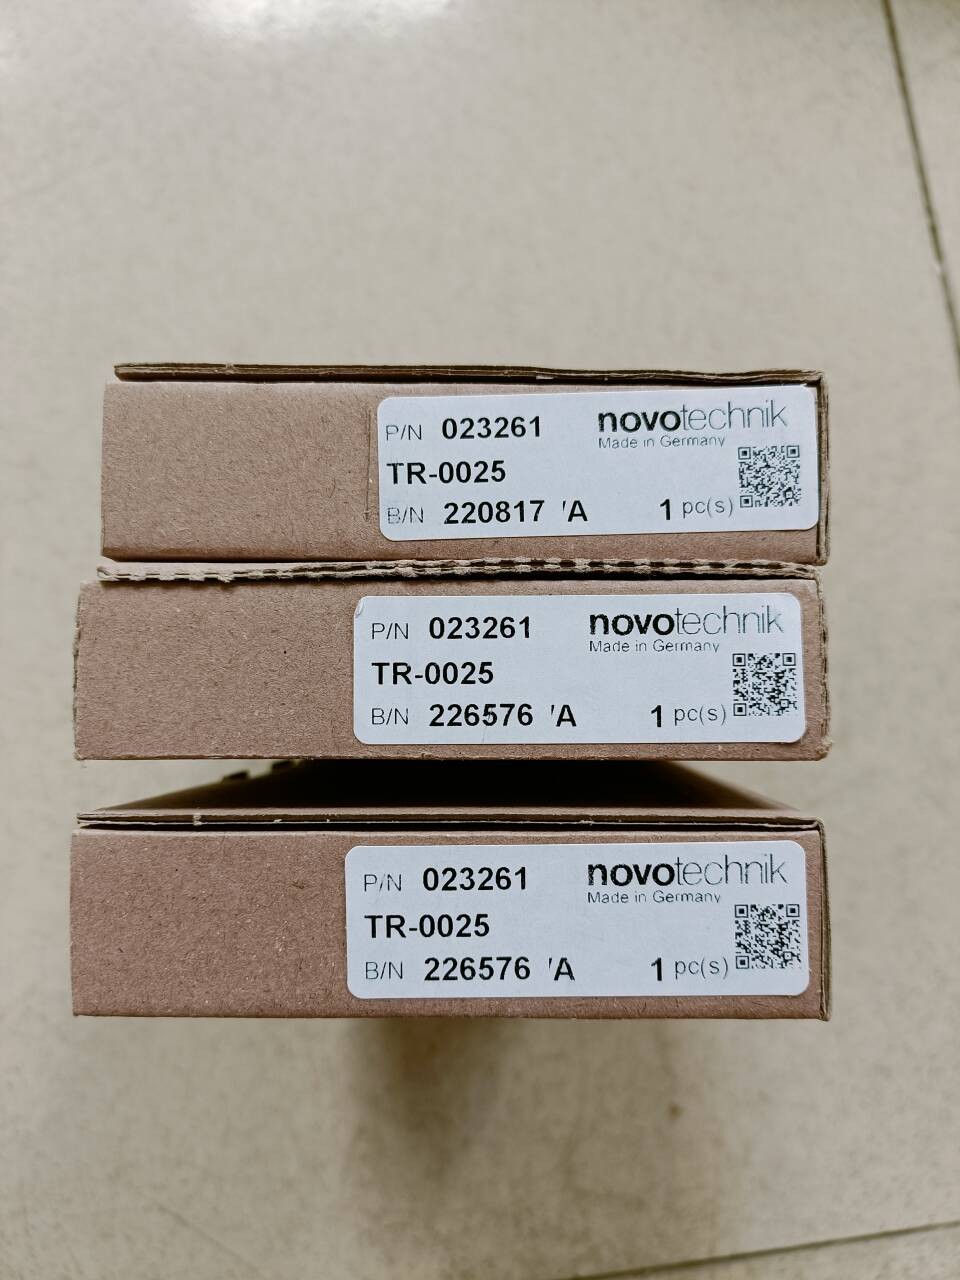 P/N 023261 novotechnik
Made in Germany
TR-0025
B/N 220817 'A 1 pc(s)
P/N 023261 novotechnik
Made in Germany
TR-0025
B/N 226576 'A 1 pc(s)
P/N 023261 novotechnik
Made in Germany
TR-0025
B/N 226576 'A 1 pc(s)